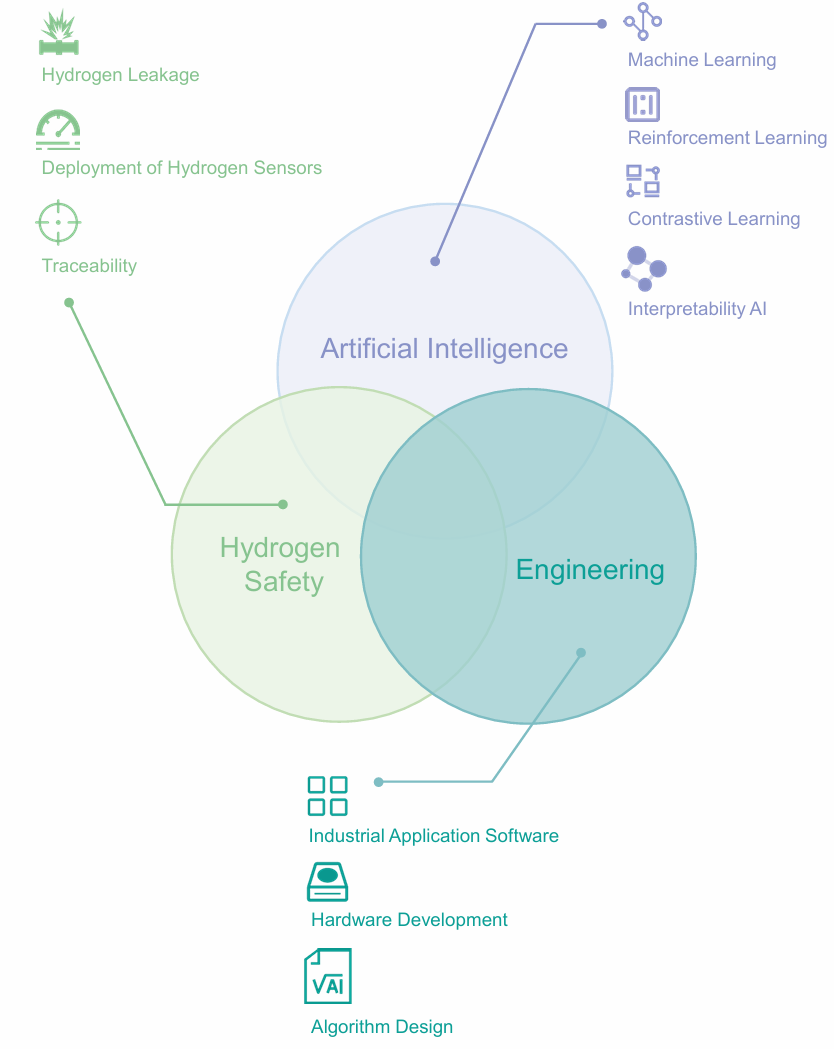 Hydrogen Leakage
Deployment of Hydrogen Sensors
Traceability
Machine Learning
Reinforcement Learning
Contrastive Learning
Interpretability AI
Artificial Intelligence
Hydrogen
Safety
Engineering
Industrial Application Software
Hardware Development
√AI
Algorithm Design